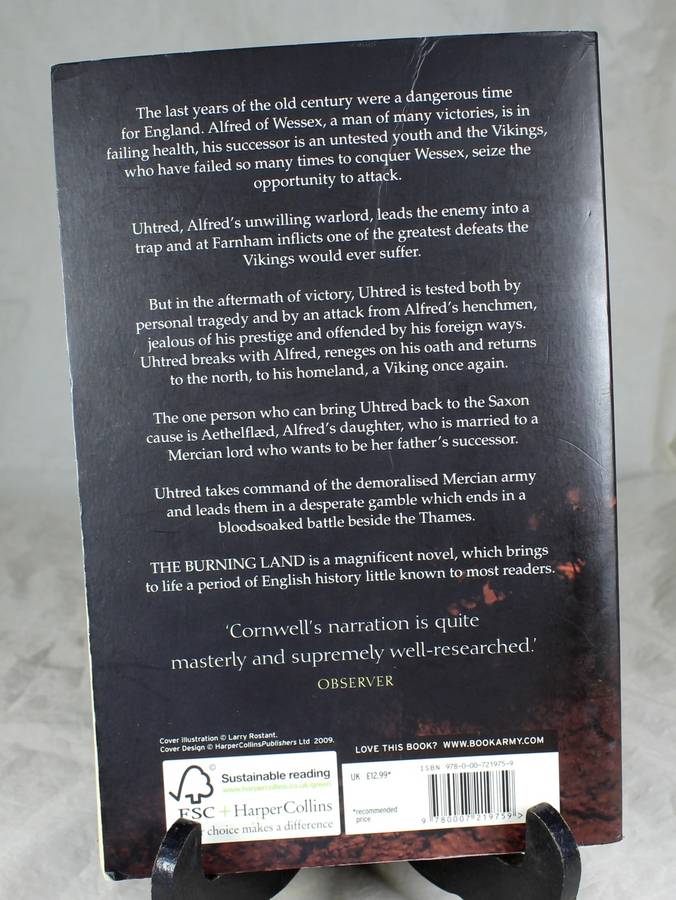 The last years of the old century were a dangerous time
for England. Alfred of Wessex, a man of many victories, is in
failing health, his successor is an untested youth and the Vikings,
who have failed so many times to conquer Wessex, seize the
opportunity to attack.
Uhtred, Alfred's unwilling warlord, leads the enemy into a
trap and at Farnham inflicts one of the greatest defeats the
Vikings would ever suffer.
But in the aftermath of victory, Uhtred is tested both by
personal tragedy and by an attack from Alfred's henchmen,
jealous of his prestige and offended by his foreign ways.
Uhtred breaks with Alfred, reneges on his oath and returns
to the north, to his homeland, a Viking once again.
The one person who can bring Uhtred back to the Saxon
cause is Aethelflæd, Alfred's daughter, who is married to a
Mercian lord who wants to be her father's successor.
Uhtred takes command of the demoralised Mercian army
and leads them in a desperate gamble which ends in a
bloodsoaked battle beside the Thames.
THE BURNING LAND is a magnificent novel, which brings
to life a period of English history little known to most readers.
'Cornwell's narration is quite
masterly and supremely well-researched.'
OBSERVER
Cover illustration © Larry Rostant.
Cover Design © HarperCollinsPublishers Ltd 2009.
©
Sustainable reading
www.harpercollins.co.uk/green
FSC + HarperCollins
choice makes a difference
LOVE THIS BOOK? WWW.BOOKARMY.COM
ISBN 978-0-00-721975-9
UK £12.99*
*recommended
price
9 780007 219759 >